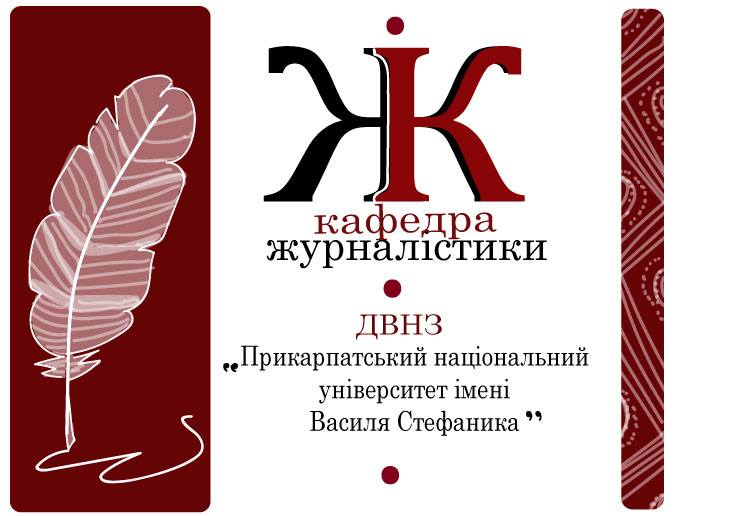 ЖК
кафедра
журналістики
ДВНЗ
„Прикарпатський національний
університет імені
Василя Стефаника”